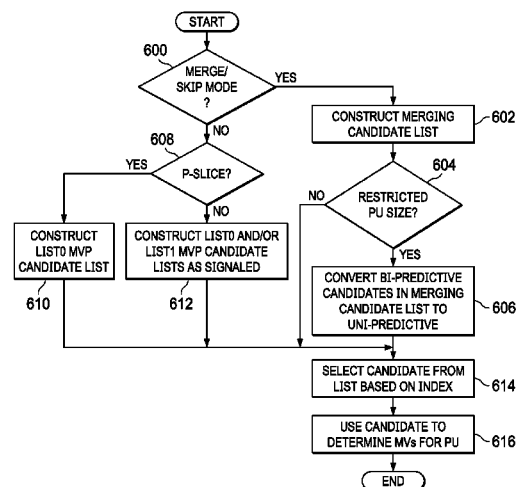 START
600
MERGE/
SKIP MODE
?
YES
NO
CONSTRUCT MERGING
CANDIDATE LIST
602
608
P-SLICE?
YES
NO
604
RESTRICTED
PU SIZE?
NO
YES
CONSTRUCT
LIST0 MVP
CANDIDATE LIST
610
CONSTRUCT LIST0 AND/OR
LIST1 MVP CANDIDATE
LISTS AS SIGNALED
612
CONVERT BI-PREDICTIVE
CANDIDATES IN MERGING
CANDIDATE LIST TO
UNI-PREDICTIVE
606
SELECT CANDIDATE FROM
LIST BASED ON INDEX
614
USE CANDIDATE TO
DETERMINE MVs FOR PU
616
END